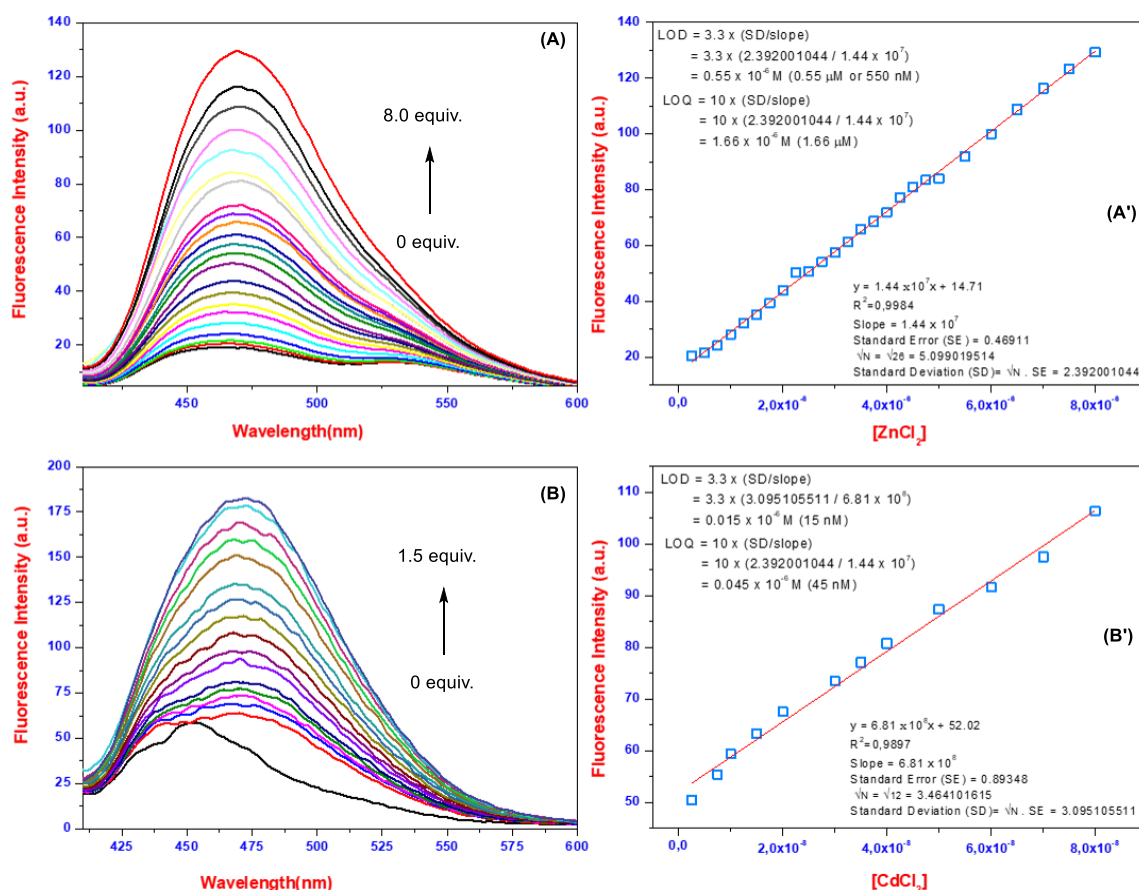 (A)
140
120
100
80
60
40
20
450
500
550
600
Fluorescence Intensity (a.u.)
Wavelength(nm)
8.0 equiv.
0 equiv.
(A')
140
120
100
80
60
40
20
0,0
2,0x10⁻⁶
4,0x10⁻⁶
6,0x10⁻⁶
8,0x10⁻⁶
Fluorescence Intensity (a.u.)
[ZnCl₂]
LOD = 3.3 x (SD/slope)
= 3.3 x (2.392001044 / 1.44 x 10⁷)
= 0.55 x 10⁻⁶ M (0.55 μM or 550 nM)
LOQ = 10 x (SD/slope)
= 10 x (2.392001044 / 1.44 x 10⁷)
= 1.66 x 10⁻⁶ M (1.66 μM)
y = 1.44 x10⁷x + 14.71
R²=0,9984
Slope = 1.44 x 10⁷
Standard Error (SE) = 0.46911
√N = √26 = 5.099019514
Standard Deviation (SD)= √N . SE = 2.392001044
(B)
200
175
150
125
100
75
50
25
0
425
450
475
500
525
550
575
600
Fluorescence Intensity (a.u.)
Wavelength(nm)
1.5 equiv.
0 equiv.
(B')
110
100
90
80
70
60
50
0,0
2,0x10⁻⁸
4,0x10⁻⁸
6,0x10⁻⁸
8,0x10⁻⁸
Fluorescence Intensity (a.u.)
[CdCl₂]
LOD = 3.3 x (SD/slope)
= 3.3 x (3.095105511 / 6.81 x 10⁸)
= 0.015 x 10⁻⁶ M (15 nM)
LOQ = 10 x (SD/slope)
= 10 x (2.392001044 / 1.44 x 10⁷)
= 0.045 x 10⁻⁶ M (45 nM)
y = 6.81 x10⁸x + 52.02
R²=0,9897
Slope = 6.81 x 10⁸
Standard Error (SE) = 0.89348
√N = √12 = 3.464101615
Standard Deviation (SD)= √N . SE = 3.095105511